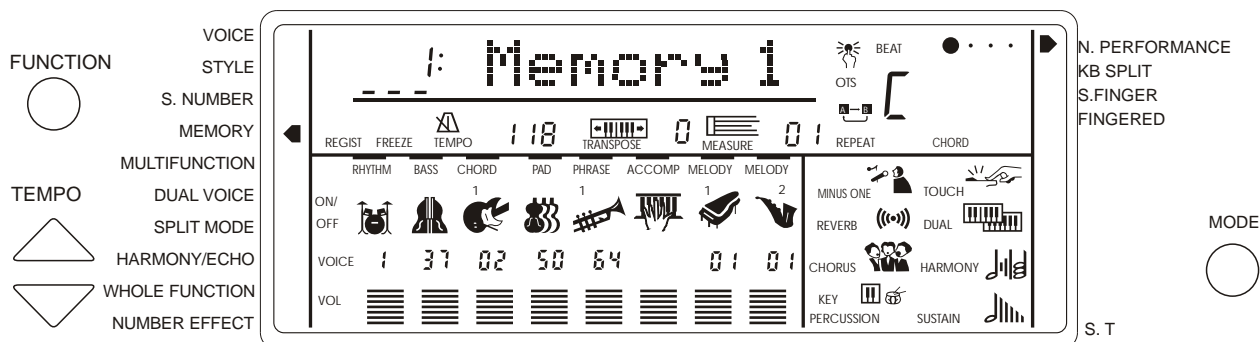 FUNCTION
TEMPO
VOICE
STYLE
S. NUMBER
MEMORY
MULTIFUNCTION
DUAL VOICE
SPLIT MODE
HARMONY/ECHO
WHOLE FUNCTION
NUMBER EFFECT
1: Memory 1
BEAT
OTS
C
A B
REGIST FREEZE TEMPO 118 TRANSPOSE 0 MEASURE 01 REPEAT CHORD
RHYTHM BASS CHORD PAD PHRASE ACCOMP MELODY MELODY
1 1 1 2
ON/
OFF
VOICE 1 37 02 50 64 01 01
VOL
MINUS ONE TOUCH
REVERB DUAL
CHORUS HARMONY
KEY
PERCUSSION SUSTAIN
N. PERFORMANCE
KB SPLIT
S.FINGER
FINGERED
MODE
S. T